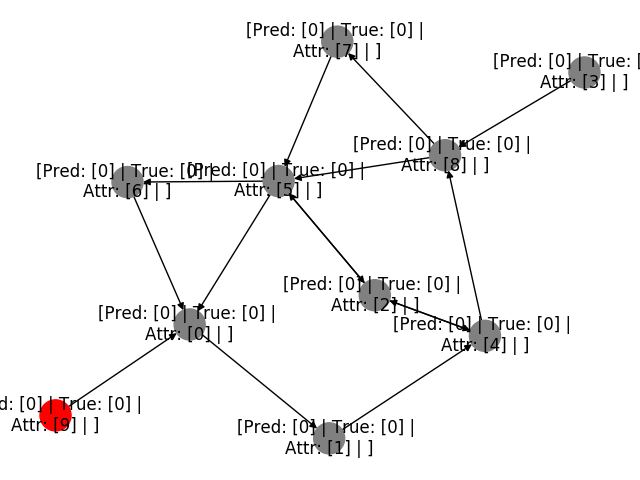 [Pred: [0] | True: [0] |
Attr: [7] | ]
[Pred: [0] | True: [
Attr: [3] | ]
[Pred: [0] | True: [0] |
Attr: [8] | ]
[Pred: [0] | True: [0] |
Attr: [6] | ]
[Pred: [0] | True: [0] |
Attr: [5] | ]
[Pred: [0] | True: [0] |
Attr: [2] | ]
[Pred: [0] | True: [0] |
Attr: [0] | ]
[Pred: [0] | True: [0] |
Attr: [4] | ]
d: [0] | True: [0] |
Attr: [9] | ]
[Pred: [0] | True: [0] |
Attr: [1] | ]